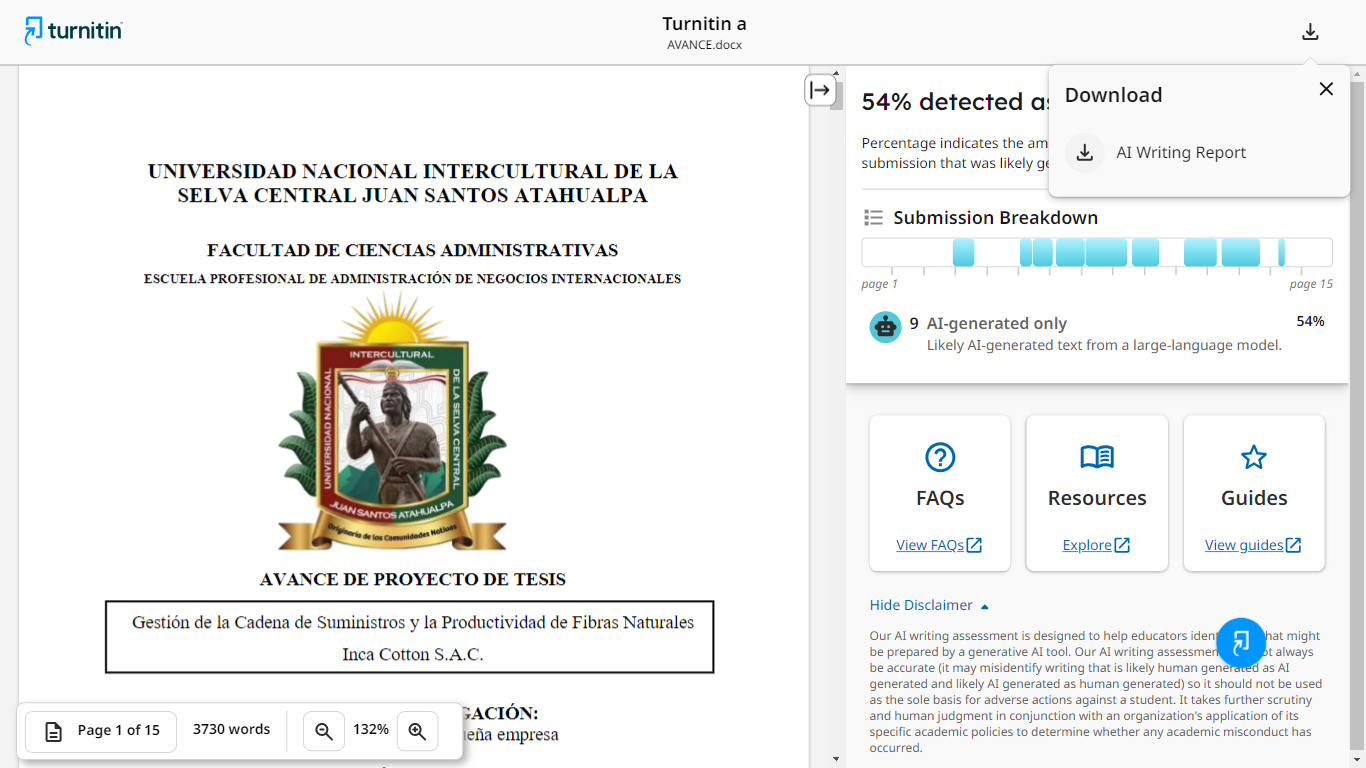 turnitin
Turnitin a
AVANCE.docx
UNIVERSIDAD NACIONAL INTERCULTURAL DE LA
SELVA CENTRAL JUAN SANTOS ATAHUALPA
FACULTAD DE CIENCIAS ADMINISTRATIVAS
ESCUELA PROFESIONAL DE ADMINISTRACIÓN DE NEGOCIOS INTERNACIONALES
INTERCULTURAL
UNIVERSIDAD NACIONAL
DE LA SELVA CENTRAL
JUAN SANTOS ATAHUALPA
Originaria de las Comunidades Nativas
AVANCE DE PROYECTO DE TESIS
Gestión de la Cadena de Suministros y la Productividad de Fibras Naturales
Inca Cotton S.A.C.
GACIÓN:
ueña empresa
Page 1 of 15
3730 words
132%
54% detected as
Percentage indicates the am
submission that was likely ge
Download
AI Writing Report
Submission Breakdown
page 1
page 15
9 AI-generated only 54%
Likely AI-generated text from a large-language model.
FAQs
View FAQs
Resources
Explore
Guides
View guides
Hide Disclaimer
Our AI writing assessment is designed to help educators iden hat might
be prepared by a generative AI tool. Our AI writing assessmen ot always
be accurate (it may misidentify writing that is likely human generated as AI
generated and likely AI generated as human generated) so it should not be used
as the sole basis for adverse actions against a student. It takes further scrutiny
and human judgment in conjunction with an organization's application of its
specific academic policies to determine whether any academic misconduct has
occurred.